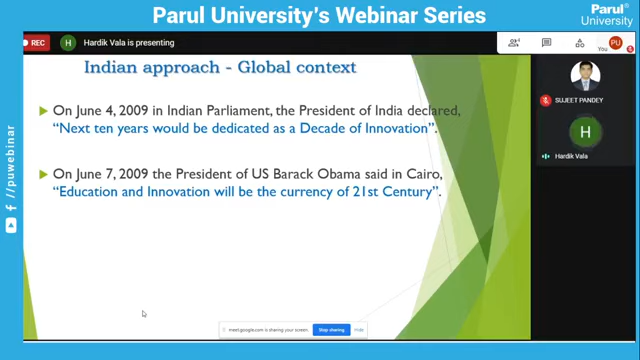 Parul University's Webinar Series
Parul®
University
REC
H
Hardik Vala is presenting
PU
You
Indian approach - Global context
On June 4, 2009 in Indian Parliament, the President of India declared,
“Next ten years would be dedicated as a Decade of Innovation”.
On June 7, 2009 the President of US Barack Obama said in Cairo,
“Education and Innovation will be the currency of 21st Century”.
SUJEET PANDEY
H
Hardik Vala
/puwebinar
meet.google.com is sharing your screen.
Stop sharing
Hide